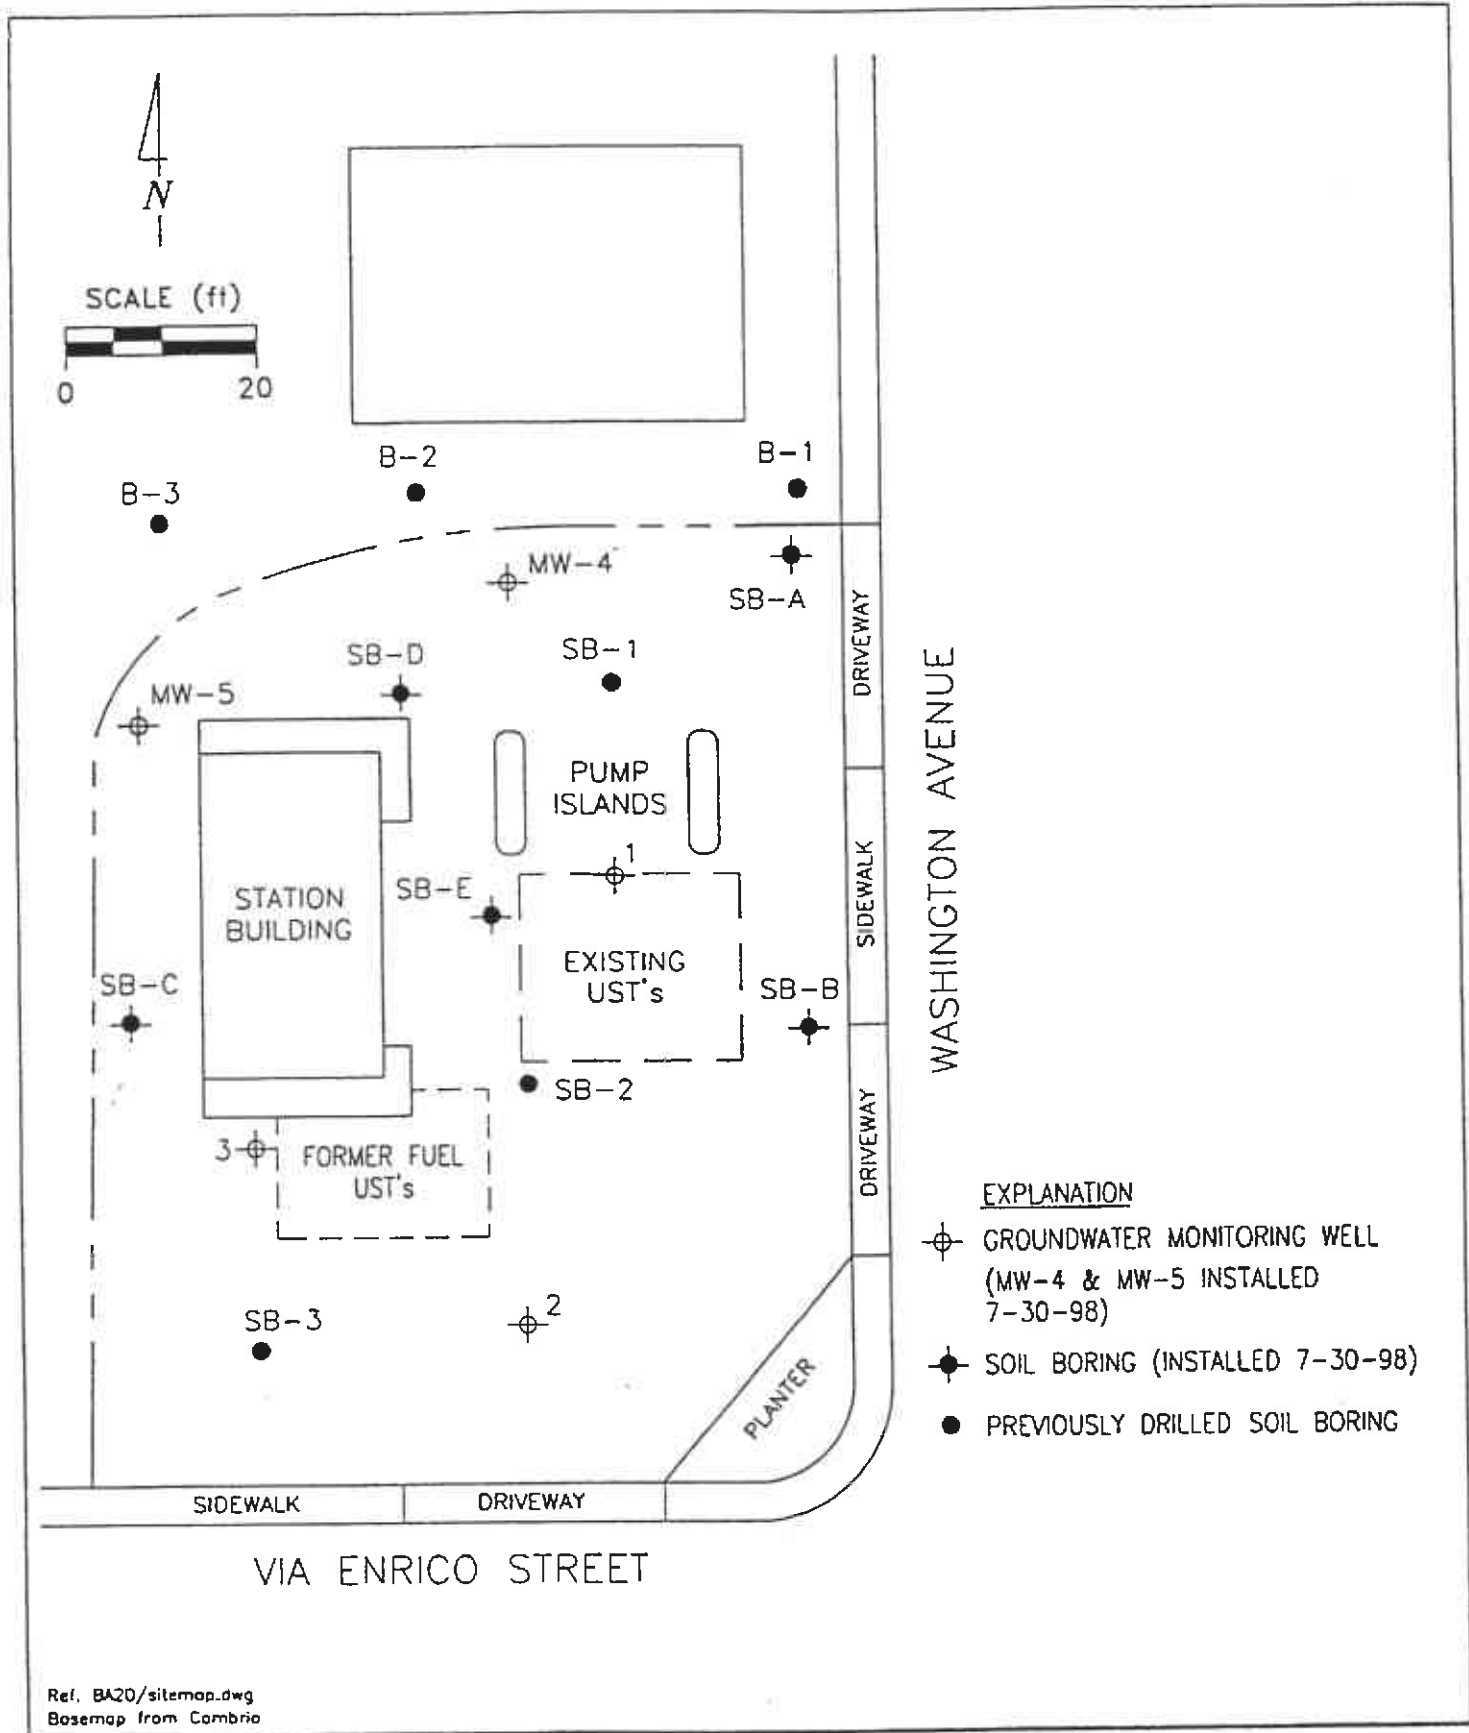 N
SCALE (ft)
0 20
B-2
B-1
B-3
MW-4
SB-A
SB-D
SB-1
MW-5
DRIVEWAY
PUMP
ISLANDS
1
SB-E
STATION
BUILDING
SIDEWALK
WASHINGTON AVENUE
EXISTING
UST's
SB-C
SB-B
SB-2
DRIVEWAY
3
FORMER FUEL
UST's
SB-3
2
PLANTER
EXPLANATION
GROUNDWATER MONITORING WELL
(MW-4 & MW-5 INSTALLED
7-30-98)
SOIL BORING (INSTALLED 7-30-98)
PREVIOUSLY DRILLED SOIL BORING
SIDEWALK
DRIVEWAY
VIA ENRICO STREET
Ref. BA20/sitemap.dwg
Basemap from Cambria